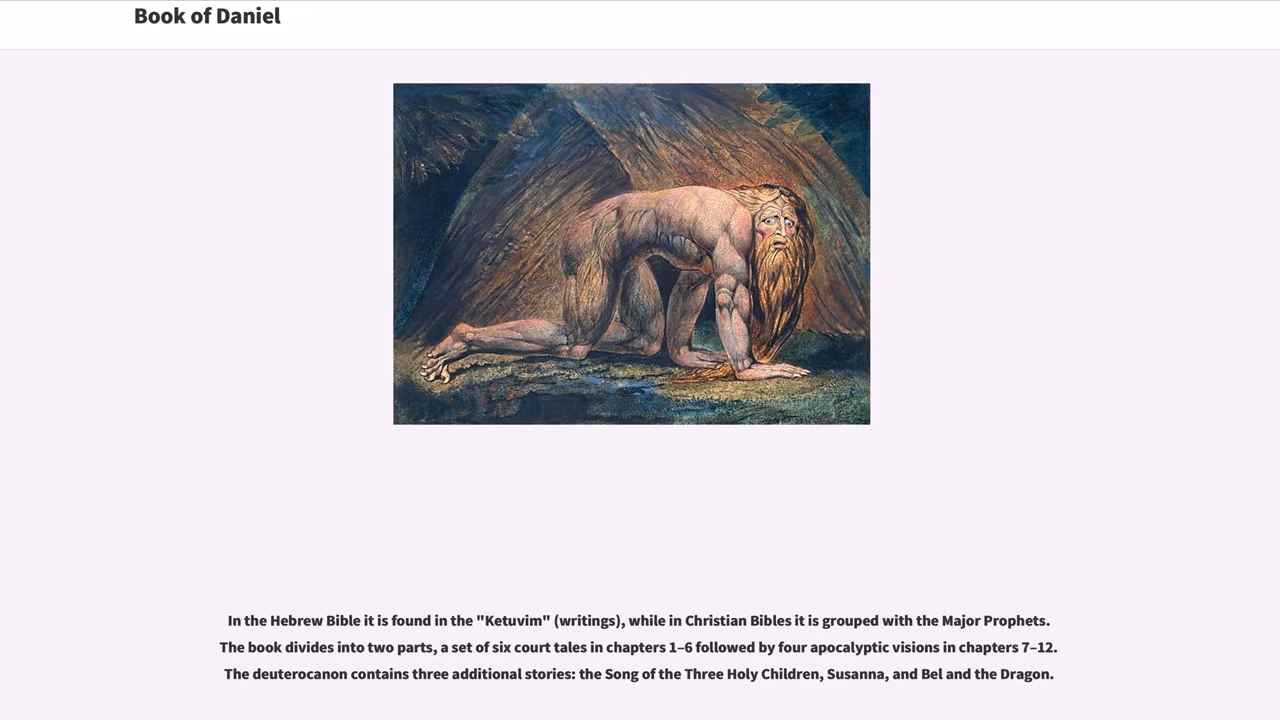 Book of Daniel
In the Hebrew Bible it is found in the "Ketuvim" (writings), while in Christian Bibles it is grouped with the Major Prophets.
The book divides into two parts, a set of six court tales in chapters 1–6 followed by four apocalyptic visions in chapters 7–12.
The deuterocanon contains three additional stories: the Song of the Three Holy Children, Susanna, and Bel and the Dragon.